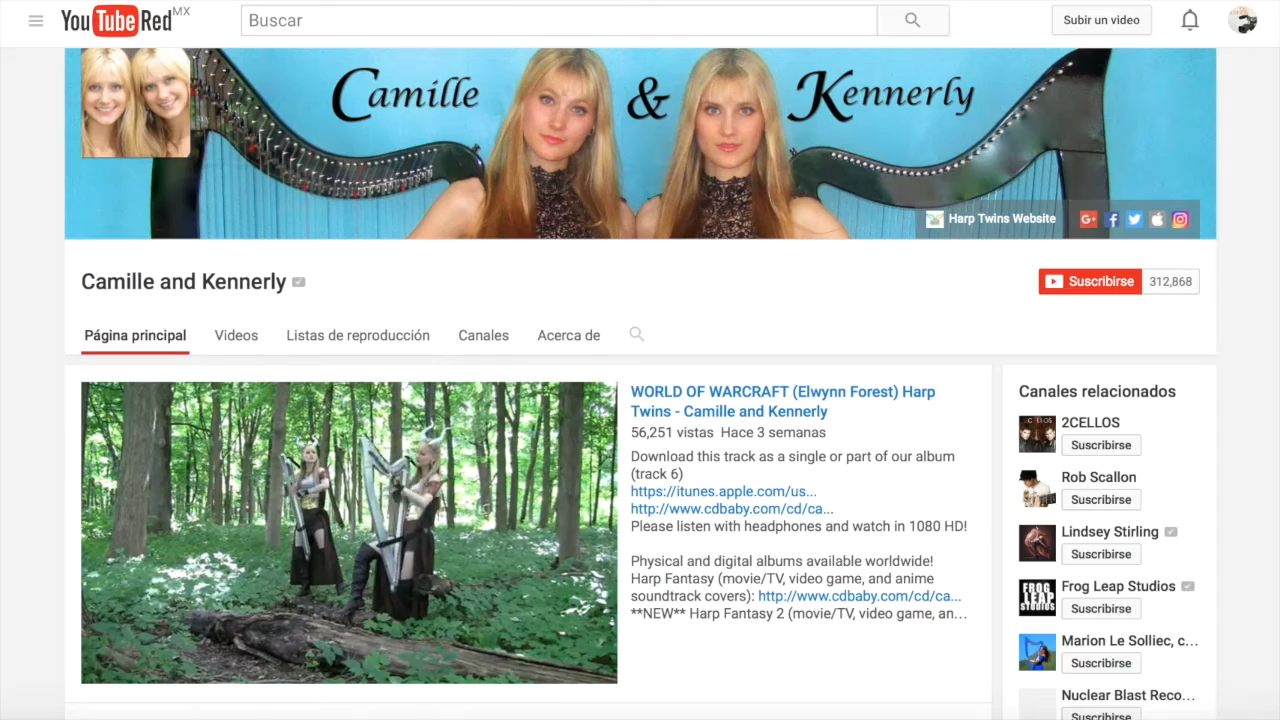 YouTube Red MX
Buscar
Subir un video
Camille & Kennerly
Harp Twins Website
Camille and Kennerly
Suscribirse 312,868
Página principal Videos Listas de reproducción Canales Acerca de
WORLD OF WARCRAFT (Elwynn Forest) Harp
Twins - Camille and Kennerly
56,251 vistas Hace 3 semanas
Download this track as a single or part of our album
(track 6)
https://itunes.apple.com/us...
http://www.cdbaby.com/cd/ca...
Please listen with headphones and watch in 1080 HD!
Physical and digital albums available worldwide!
Harp Fantasy (movie/TV, video game, and anime
soundtrack covers): http://www.cdbaby.com/cd/ca...
**NEW** Harp Fantasy 2 (movie/TV, video game, an...
Canales relacionados
2CELLOS
Suscribirse
Rob Scallon
Suscribirse
Lindsey Stirling
Suscribirse
FROG
LEAP
STUDIOS
Frog Leap Studios
Suscribirse
Marion Le Solliec, c...
Suscribirse
Nuclear Blast Reco...
Suscribirse